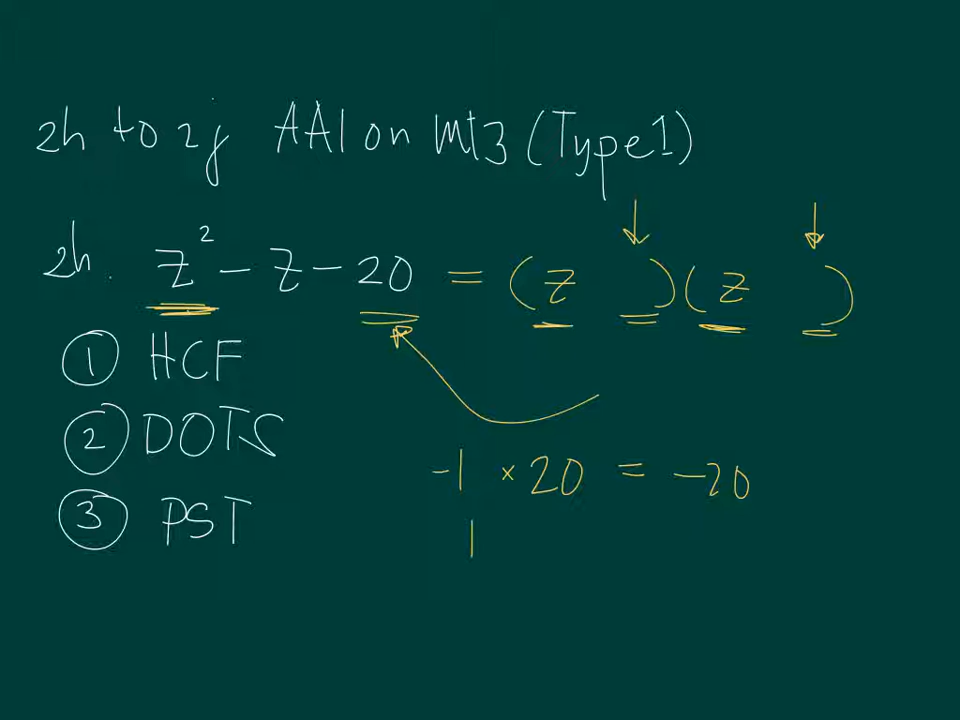 2h to 2j AA1 on Mt3 (Type1)
2h. z² - z - 20 = (z )(z )
① HCF
② DOTS
-1 × 20 = -20
③ PST
1